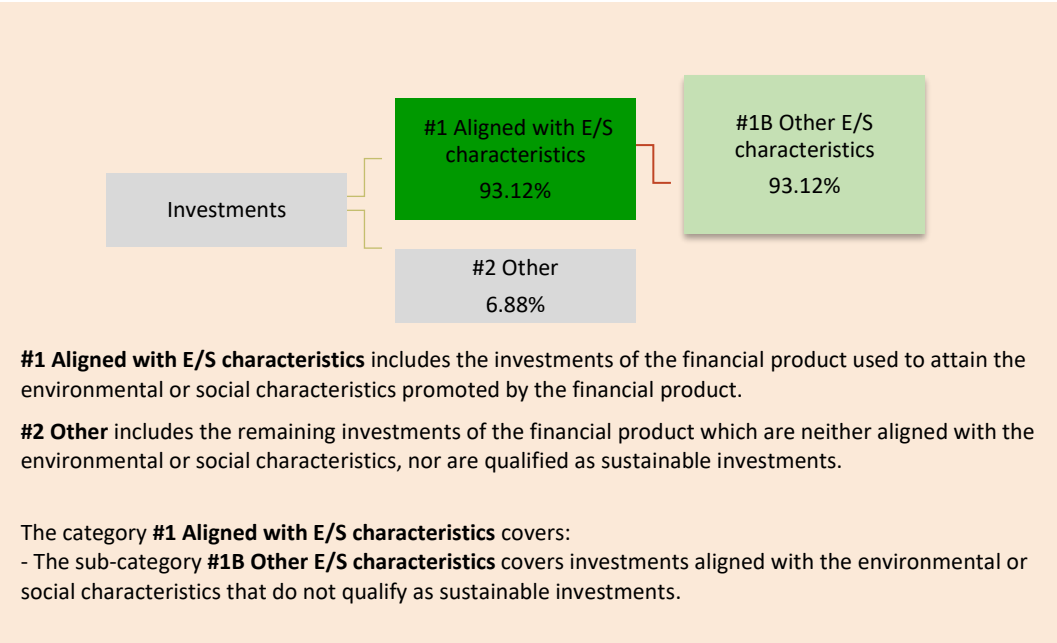 #1 Aligned with E/S
characteristics
93.12%
#1B Other E/S
characteristics
93.12%
Investments
#2 Other
6.88%
#1 Aligned with E/S characteristics includes the investments of the financial product used to attain the
environmental or social characteristics promoted by the financial product.
#2 Other includes the remaining investments of the financial product which are neither aligned with the
environmental or social characteristics, nor are qualified as sustainable investments.
The category #1 Aligned with E/S characteristics covers:
- The sub-category #1B Other E/S characteristics covers investments aligned with the environmental or
social characteristics that do not qualify as sustainable investments.